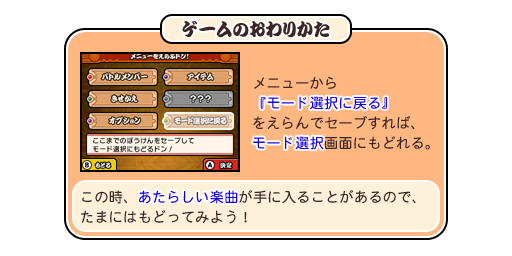 ゲームのおわりかた
メニューをえらぶドン!
バトルメンバー
アイテム
きせかえ
???
オプション
モード選択に戻る
ここまでのぼうけんをセーブして
モード選択にもどるドン!
B もどる
A 決定
メニューから
『モード選択に戻る』
をえらんでセーブすれば、
モード選択画面にもどれる。
この時、あたらしい楽曲が手に入ることがあるので、
たまにはもどってみよう!